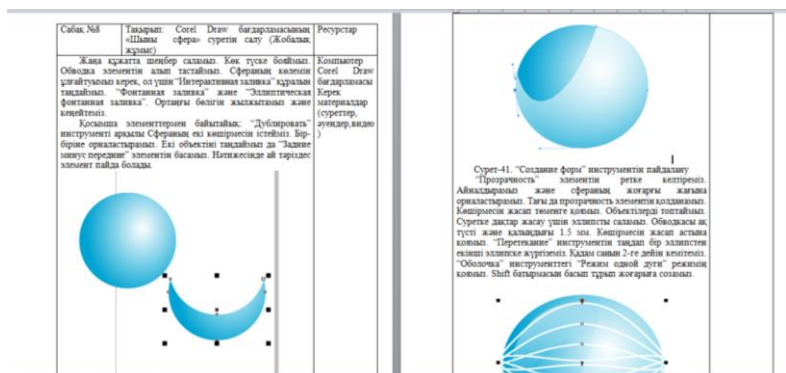 Сабақ №8
Тақырып: Corel Draw бағдарламасының
«Шыны сфера» суретін салу (Жобалық
жұмыс)
Ресурстар
Жаңа құжатта шеңбер саламыз. Көк түске бояймыз.
Обводка элементін алып тастаймыз. Сфераның көлемін
ұлғайтуымыз керек, ол үшін “Интерактивная заливка” құралын
таңдаймыз. “Фонтанная заливка” және “Эллиптическая
фонтанная заливка”. Ортаңғы бөлігін жылжытамыз және
кеңейтеміз.
Қосымша элементтермен байытайық: “Дублировать”
инструменті арқылы Сфераның екі көшірмесін істейміз. Бір-
біріне орналастырамыз. Екі объектіні таңдаймыз да “Задние
минус передние” элементін басамыз. Нәтижесінде ай тәріздес
элемент пайда болады.
Компьютер
Corel Draw
бағдарламасы
Керек
материалдар
(суреттер,
әуендер,видео
)
Сурет-41. “Создание форм” инструментін пайдалану
“Прозрачность” элементін ретке келтіреміз.
Айналдырамыз және сфераның жоғарғы жағына
орналастырамыз. Тағы да прозрачность элементін қолданамыз.
Көшірмесін жасап төменге қоямыз. Объектілерді топтаймыз.
Суретке дақтар жасау үшін эллипсты саламыз. Обводкасы ақ
түсті және қалыңдығы 1.5 мм. Көшірмесін жасап астына
қоямыз. “Перетекание” инструментін таңдап бір эллипстен
екінші эллипске жүргіземіз. Қадам санын 2-ге дейін кемітеміз.
“Оболочка” инструменттегі “Режим одной дуги” режимін
қоямыз. Shift батырмасын басып тұрып жоғарыға созамыз.